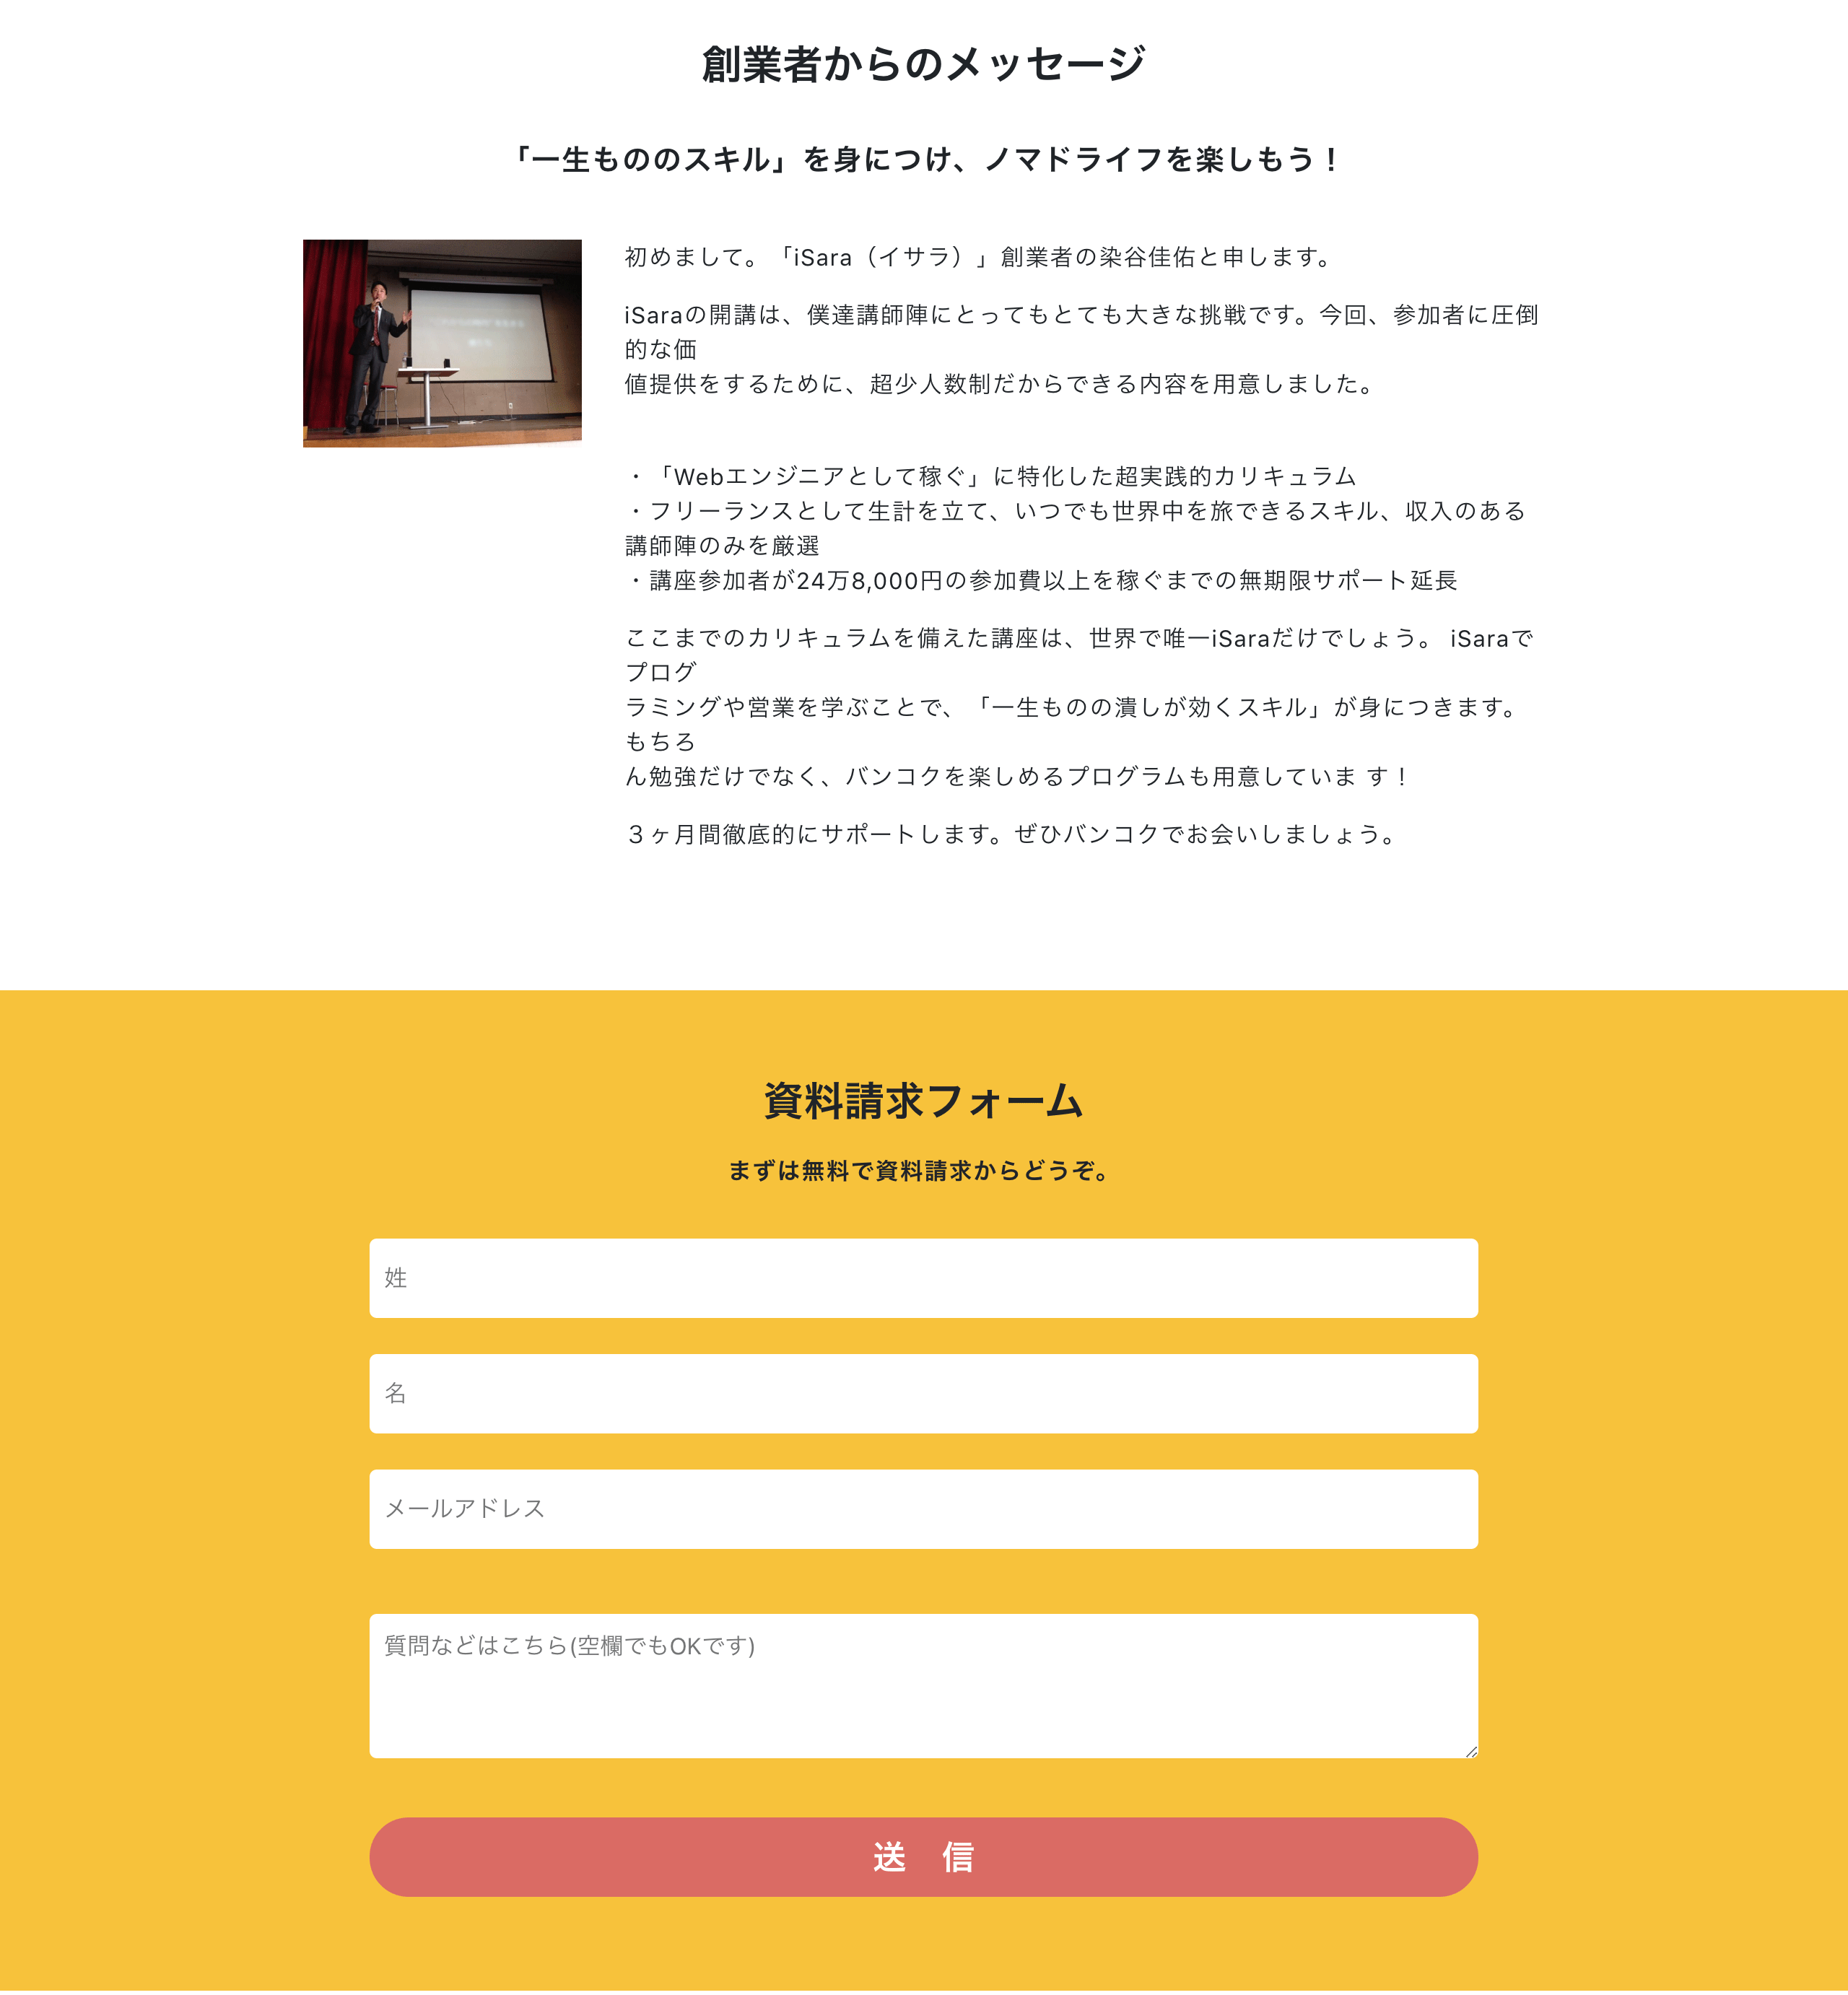 創業者からのメッセージ
「一生もののスキル」を身につけ、ノマドライフを楽しもう！
初めまして。「iSara（イサラ）」創業者の染谷佳佑と申します。
iSaraの開講は、僕達講師陣にとってもとても大きな挑戦です。今回、参加者に圧倒
的な価
値提供をするために、超少人数制だからできる内容を用意しました。
・「Webエンジニアとして稼ぐ」に特化した超実践的カリキュラム
・フリーランスとして生計を立て、いつでも世界中を旅できるスキル、収入のある
講師陣のみを厳選
・講座参加者が24万8,000円の参加費以上を稼ぐまでの無期限サポート延長
ここまでのカリキュラムを備えた講座は、世界で唯一iSaraだけでしょう。 iSaraで
プログ
ラミングや営業を学ぶことで、「一生ものの潰しが効くスキル」が身につきます。
もちろ
ん勉強だけでなく、バンコクを楽しめるプログラムも用意していま す！
３ヶ月間徹底的にサポートします。ぜひバンコクでお会いしましょう。
資料請求フォーム
まずは無料で資料請求からどうぞ。
姓
名
メールアドレス
質問などはこちら(空欄でもOKです)
送　信